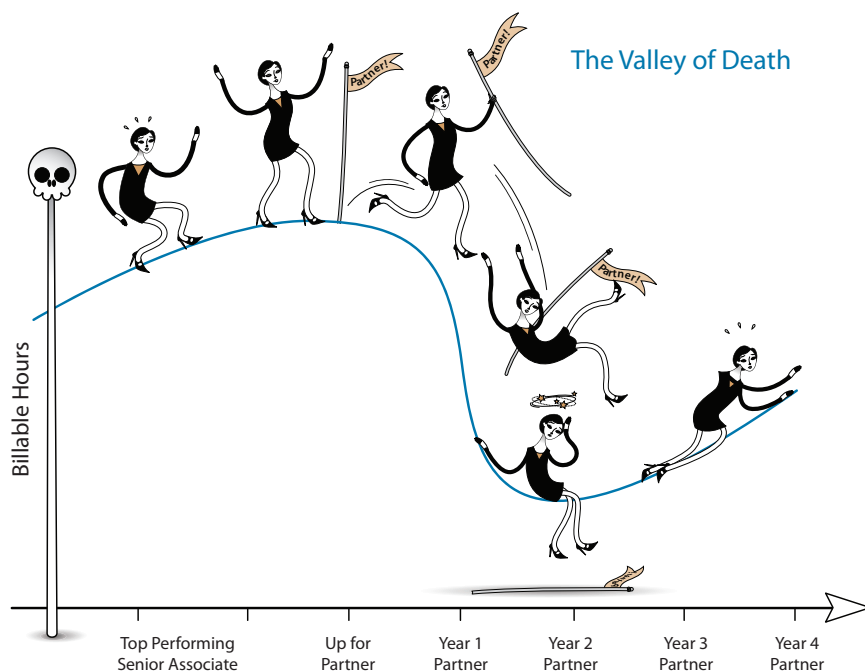 The Valley of Death
Partner!
Partner!
Partner!
Billable Hours
Top Performing
Senior Associate
Up for
Partner
Year 1
Partner
Year 2
Partner
Year 3
Partner
Year 4
Partner